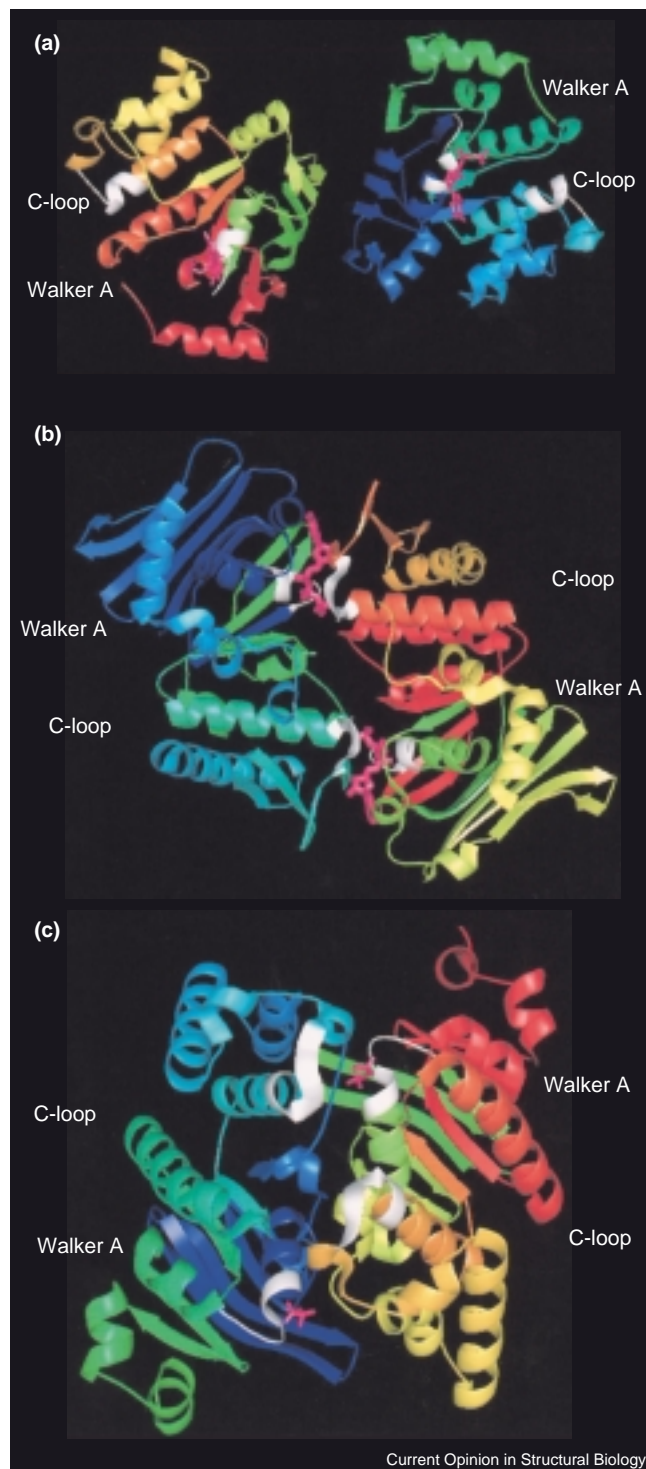 (a)
Walker A
C-loop
C-loop
Walker A
(b)
C-loop
Walker A
Walker A
C-loop
(c)
Walker A
C-loop
C-loop
Walker A
Current Opinion in Structural Biology